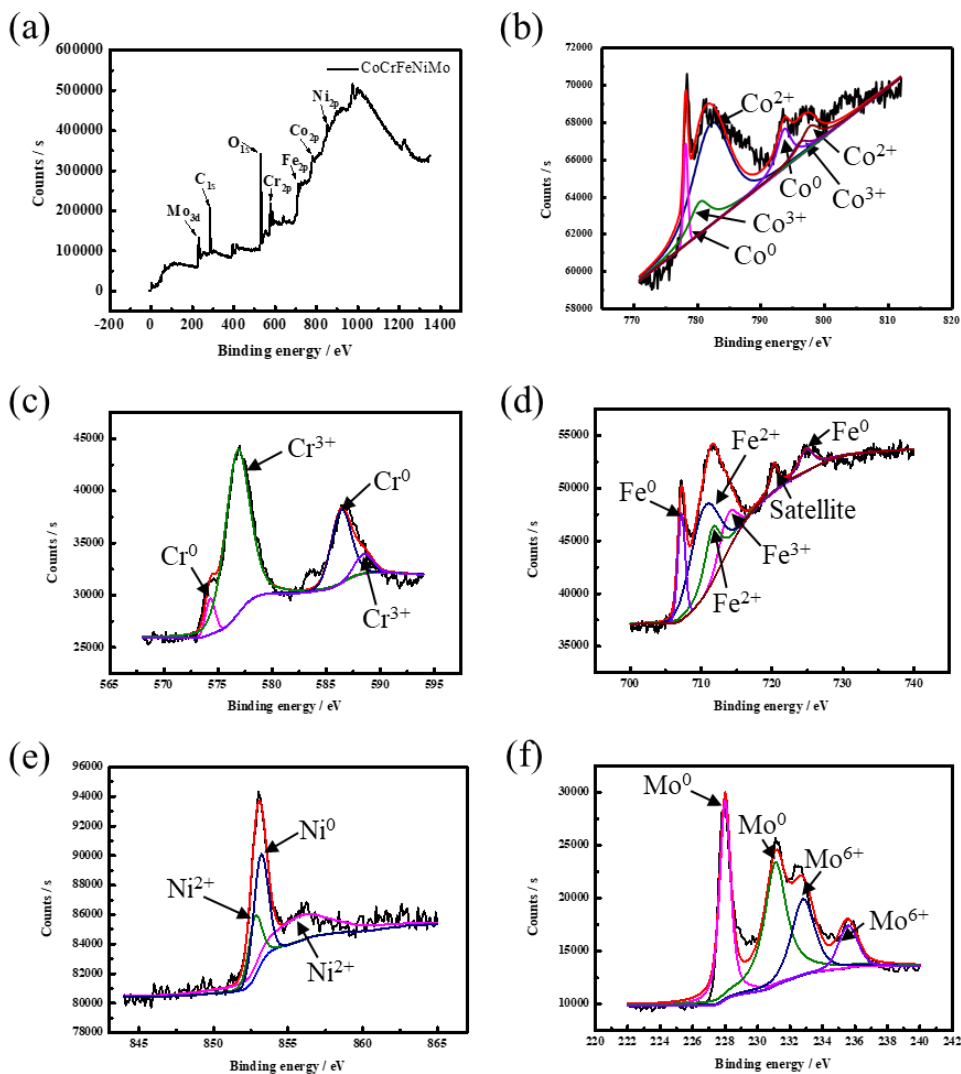 (a)
600000
500000
400000
300000
200000
100000
0
-200 0 200 400 600 800 1000 1200 1400
Counts / s
Binding energy / eV
CoCrFeNiMo
Mo3d
C1s
O1s
Cr2p
Fe2p
Co2p
Ni2p
(b)
72000
70000
68000
66000
64000
62000
60000
58000
770 780 790 800 810 820
Counts / s
Binding energy / eV
Co2+
Co2+
Co0
Co3+
Co3+
Co0
(c)
45000
40000
35000
30000
25000
565 570 575 580 585 590 595
Counts / s
Binding energy / eV
Cr3+
Cr0
Cr0
Cr3+
(d)
55000
50000
45000
40000
35000
700 710 720 730 740
Counts / s
Binding energy / eV
Fe0
Fe2+
Fe0
Satellite
Fe3+
Fe2+
(e)
96000
94000
92000
90000
88000
86000
84000
82000
80000
78000
845 850 855 860 865
Counts / s
Binding energy / eV
Ni0
Ni2+
Ni2+
(f)
30000
25000
20000
15000
10000
220 222 224 226 228 230 231 232 234 236 238 240 242
Counts / s
Binding energy / eV
Mo0
Mo0
Mo6+
Mo6+